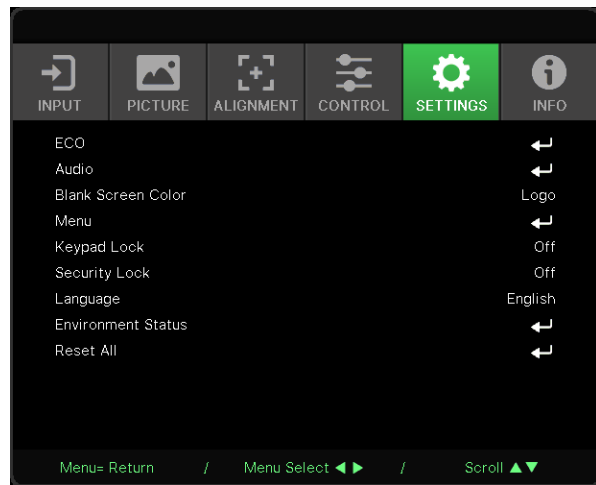 INPUT PICTURE ALIGNMENT CONTROL SETTINGS INFO
ECO
Audio
Blank Screen Color Logo
Menu
Keypad Lock Off
Security Lock Off
Language English
Environment Status
Reset All
Menu= Return / Menu Select ◀ ▶ / Scroll ▲▼